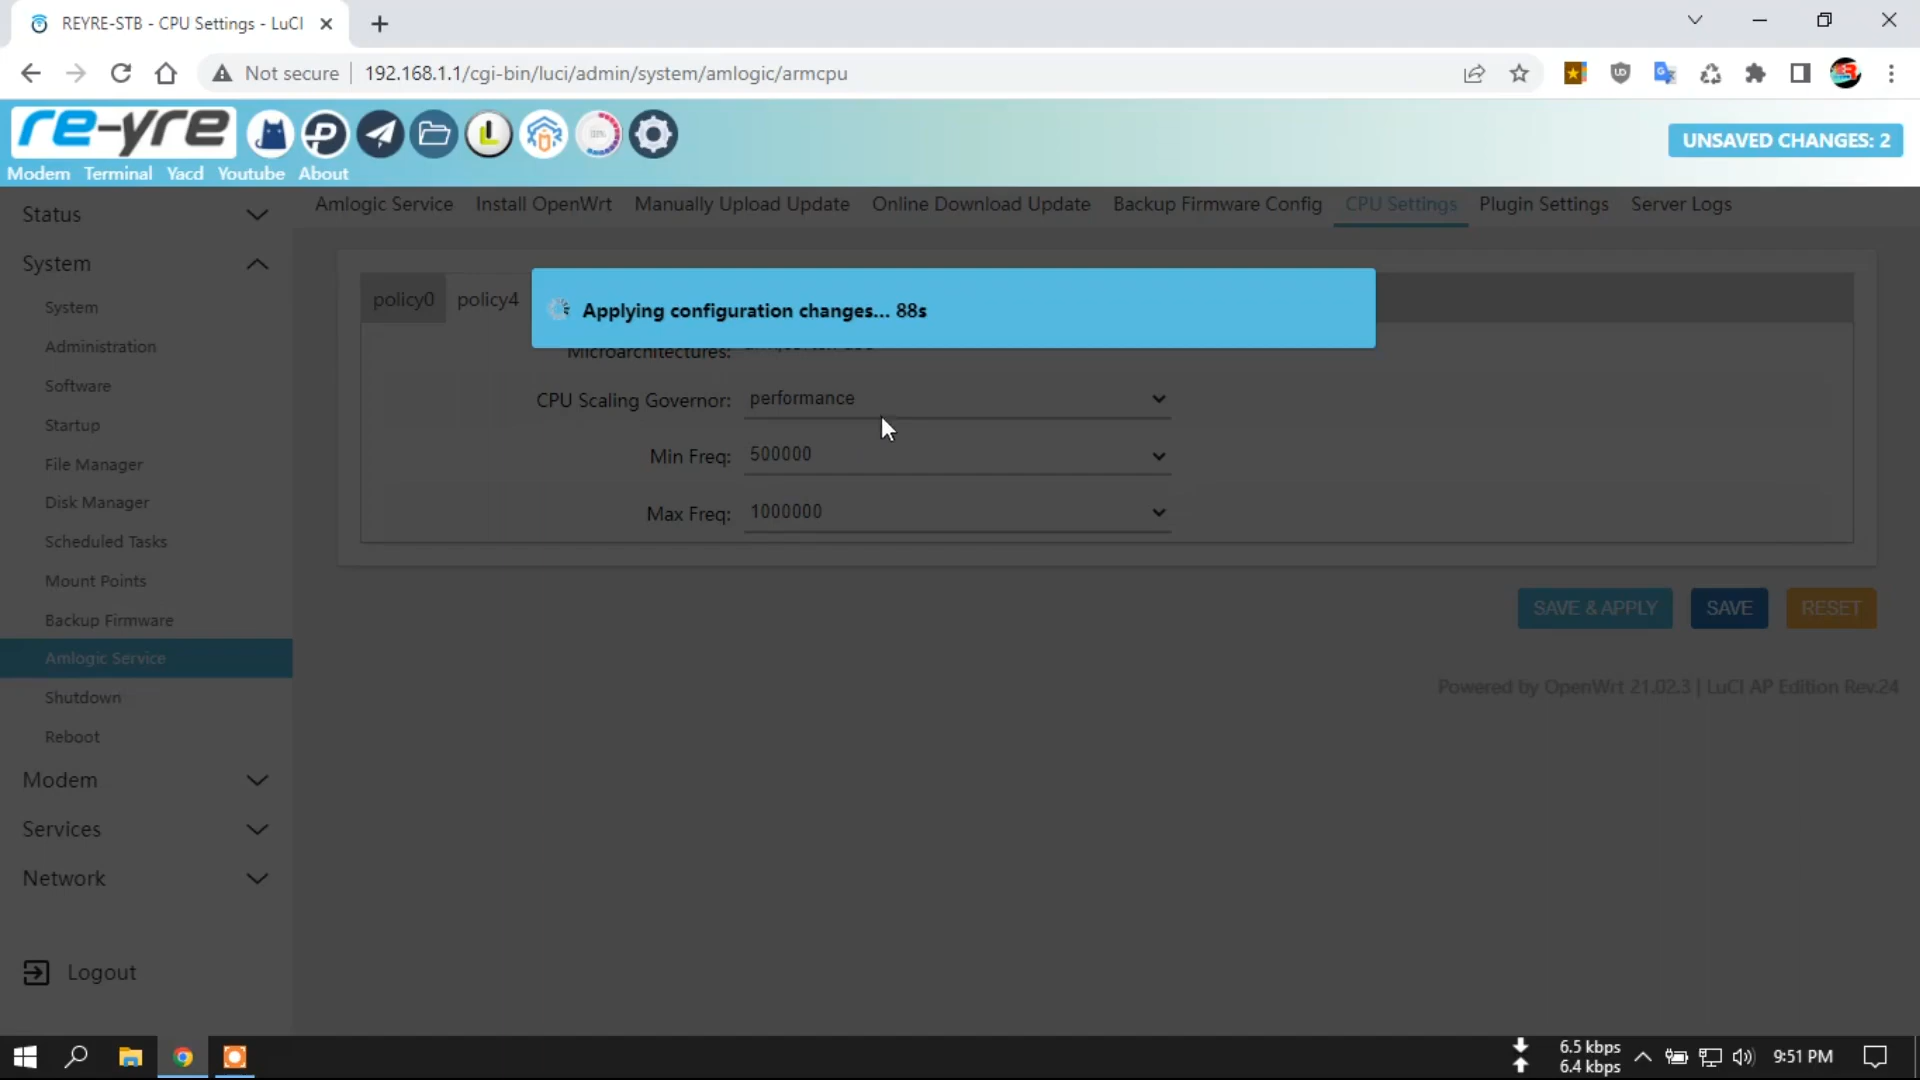 REYRE-STB - CPU Settings - LuCI
Not secure
192.168.1.1/cgi-bin/luci/admin/system/amlogic/armcpu
re-yre
UNSAVED CHANGES: 2
Modem Terminal Yacd Youtube About
Status
Amlogic Service Install OpenWrt Manually Upload Update Online Download Update Backup Firmware Config CPU Settings Plugin Settings Server Logs
System
System
Administration
Software
Startup
File Manager
Disk Manager
Scheduled Tasks
Mount Points
Backup Firmware
Amlogic Service
Shutdown
Reboot
Modem
Services
Network
Logout
policy0 policy4
Applying configuration changes... 88s
Microarchitectures:
CPU Scaling Governor: performance
Min Freq: 500000
Max Freq: 1000000
SAVE & APPLY SAVE RESET
Powered by OpenWrt 21.02.3 | LuCI AP Edition Rev.24
6.5 kbps
6.4 kbps
9:51 PM